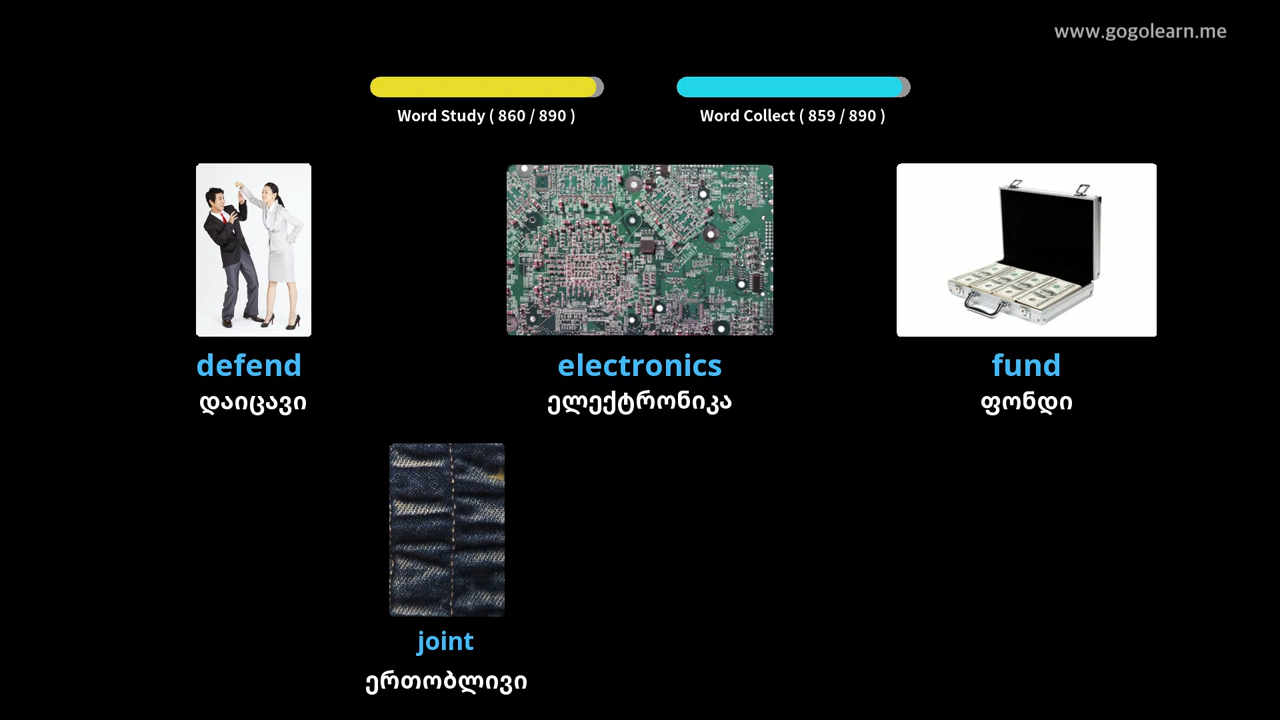 www.gogolearn.me
Word Study ( 860 / 890 )
Word Collect ( 859 / 890 )
defend
დაიცავი
electronics
ელექტრონიკა
fund
ფონდი
joint
ერთობლივი